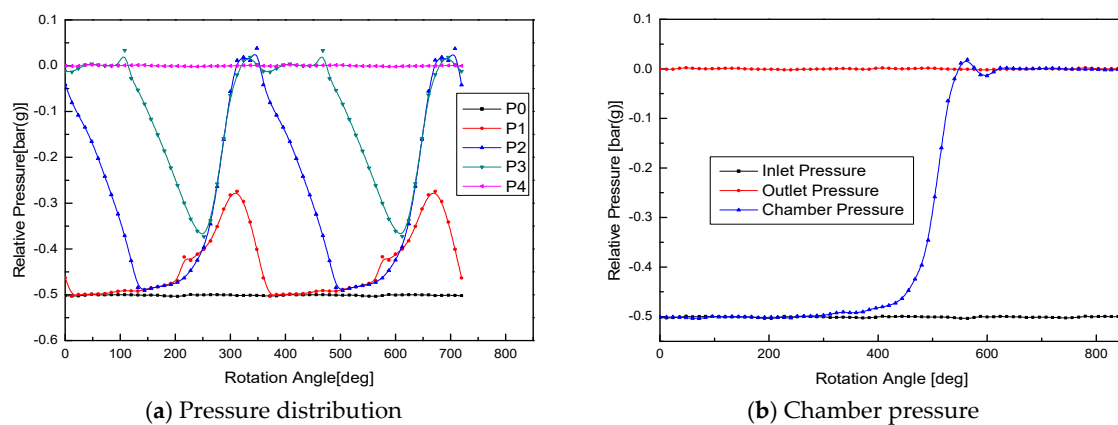 0.1
0.0
-0.1
-0.2
-0.3
-0.4
-0.5
-0.6
Relative Pressure[bar(g)]
0 100 200 300 400 500 600 700 800
Rotation Angle[deg]
P0
P1
P2
P3
P4
(a) Pressure distribution
0.1
0.0
-0.1
-0.2
-0.3
-0.4
-0.5
Relative Pressure [bar(g)]
0 200 400 600 800
Rotation Angle [deg]
Inlet Pressure
Outlet Pressure
Chamber Pressure
(b) Chamber pressure